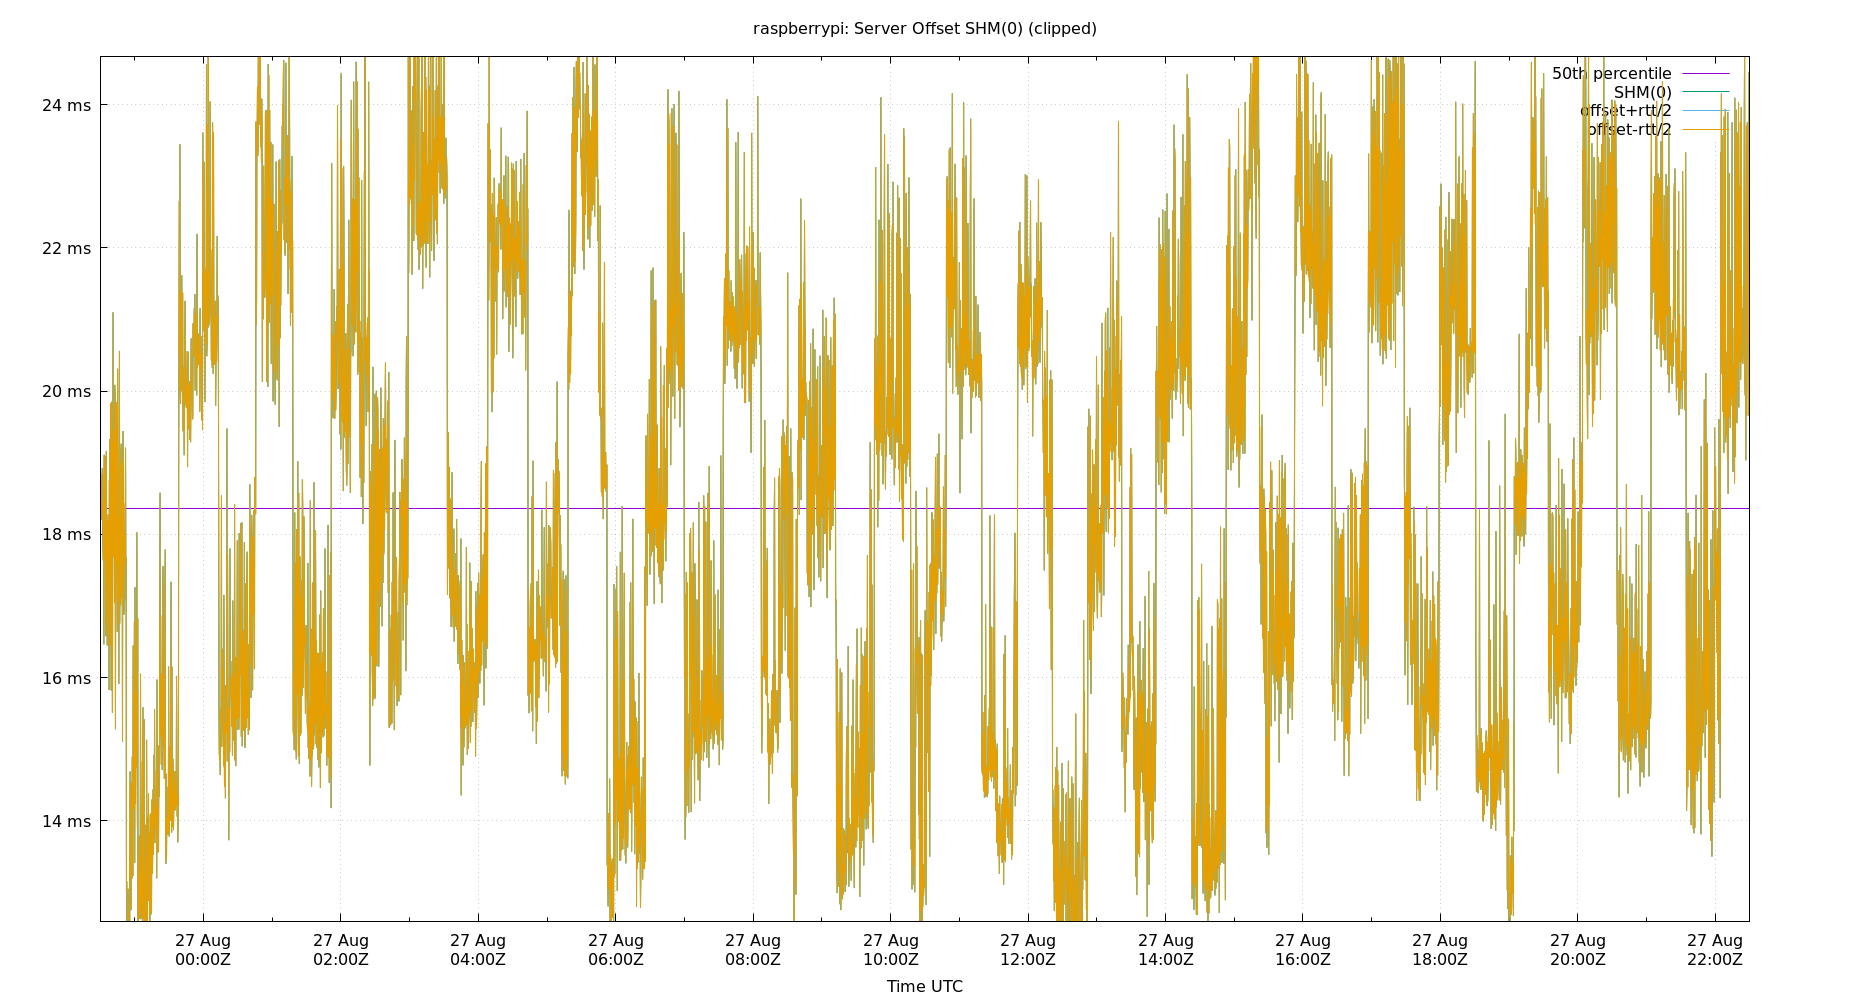 raspberrypi: Server Offset SHM(0) (clipped)
50th percentile
SHM(0)
offset+rtt/2
offset-rtt/2
24 ms
22 ms
20 ms
18 ms
16 ms
14 ms
27 Aug 27 Aug 27 Aug 27 Aug 27 Aug 27 Aug 27 Aug 27 Aug 27 Aug 27 Aug 27 Aug 27 Aug
00:00Z 02:00Z 04:00Z 06:00Z 08:00Z 10:00Z 12:00Z 14:00Z 16:00Z 18:00Z 20:00Z 22:00Z
Time UTC